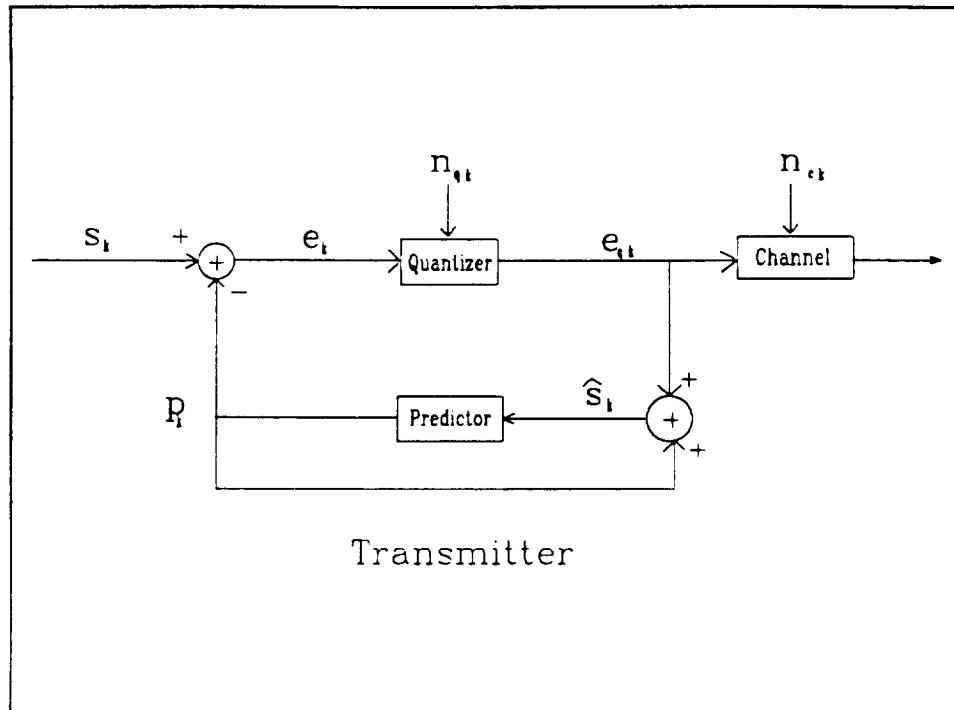 n_qk
n_ck
s_k
+
+
e_k
Quantizer
e_qk
Channel
−
+
ŝ_k
p_k
Predictor
+
+
Transmitter